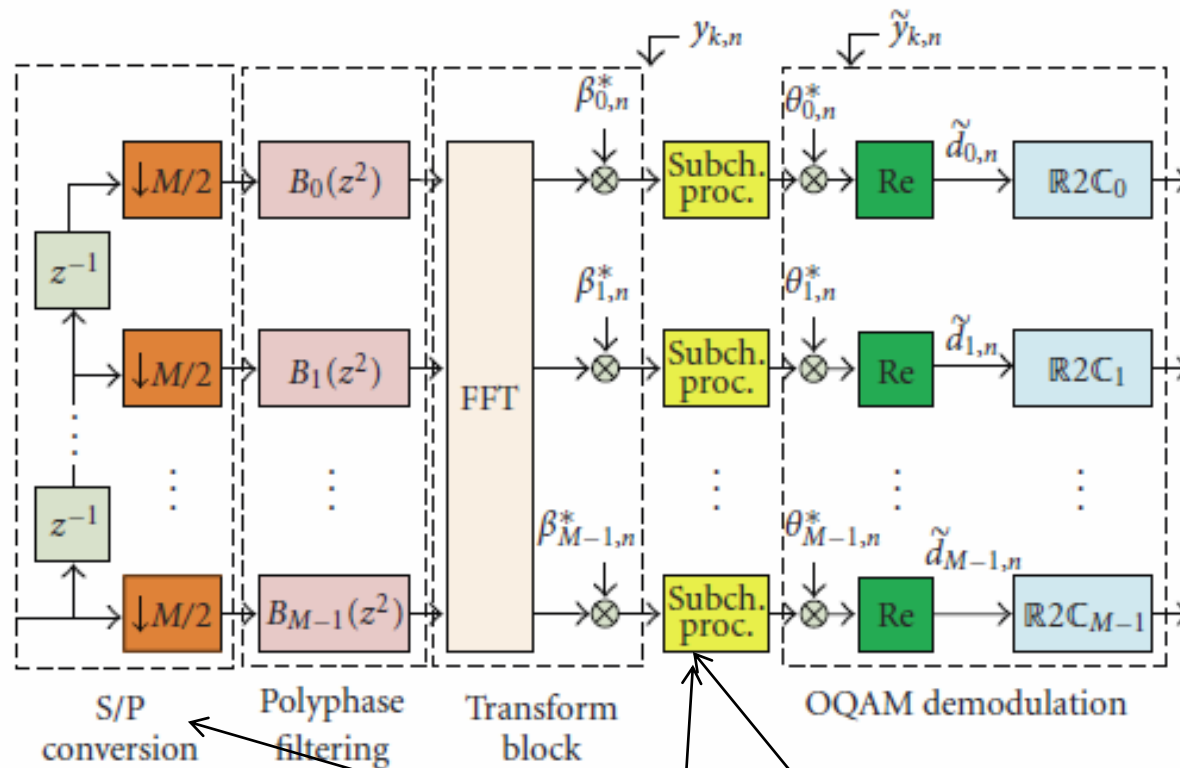 y_{k,n}
ỹ_{k,n}
β*_{0,n}
θ*_{0,n}
d̃_{0,n}
↓M/2
B_0(z^2)
Subch.
proc.
Re
ℝ2ℂ_0
z^{-1}
β*_{1,n}
θ*_{1,n}
d̃_{1,n}
↓M/2
B_1(z^2)
FFT
Subch.
proc.
Re
ℝ2ℂ_1
z^{-1}
β*_{M-1,n}
θ*_{M-1,n}
d̃_{M-1,n}
↓M/2
B_{M-1}(z^2)
Subch.
proc.
Re
ℝ2ℂ_{M-1}
S/P
conversion
Polyphase
filtering
Transform
block
OQAM demodulation